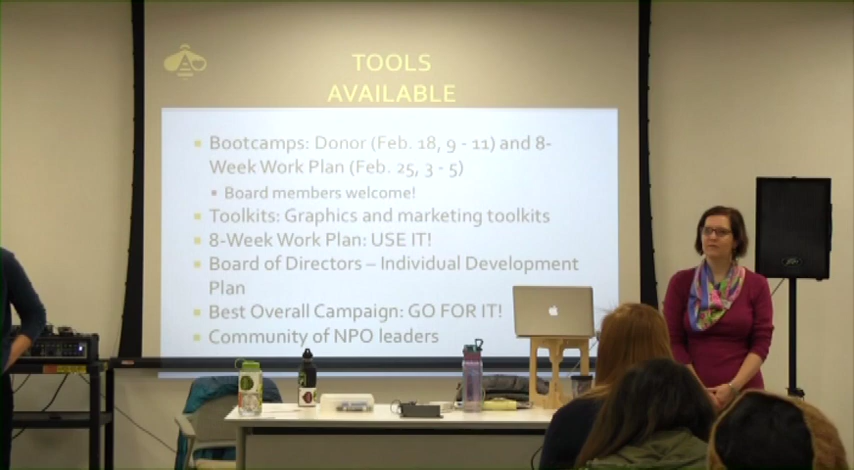 TOOLS
AVAILABLE
Bootcamps: Donor (Feb. 18, 9 - 11) and 8-
Week Work Plan (Feb. 25, 3 - 5)
Board members welcome!
Toolkits: Graphics and marketing toolkits
8-Week Work Plan: USE IT!
Board of Directors – Individual Development
Plan
Best Overall Campaign: GO FOR IT!
Community of NPO leaders